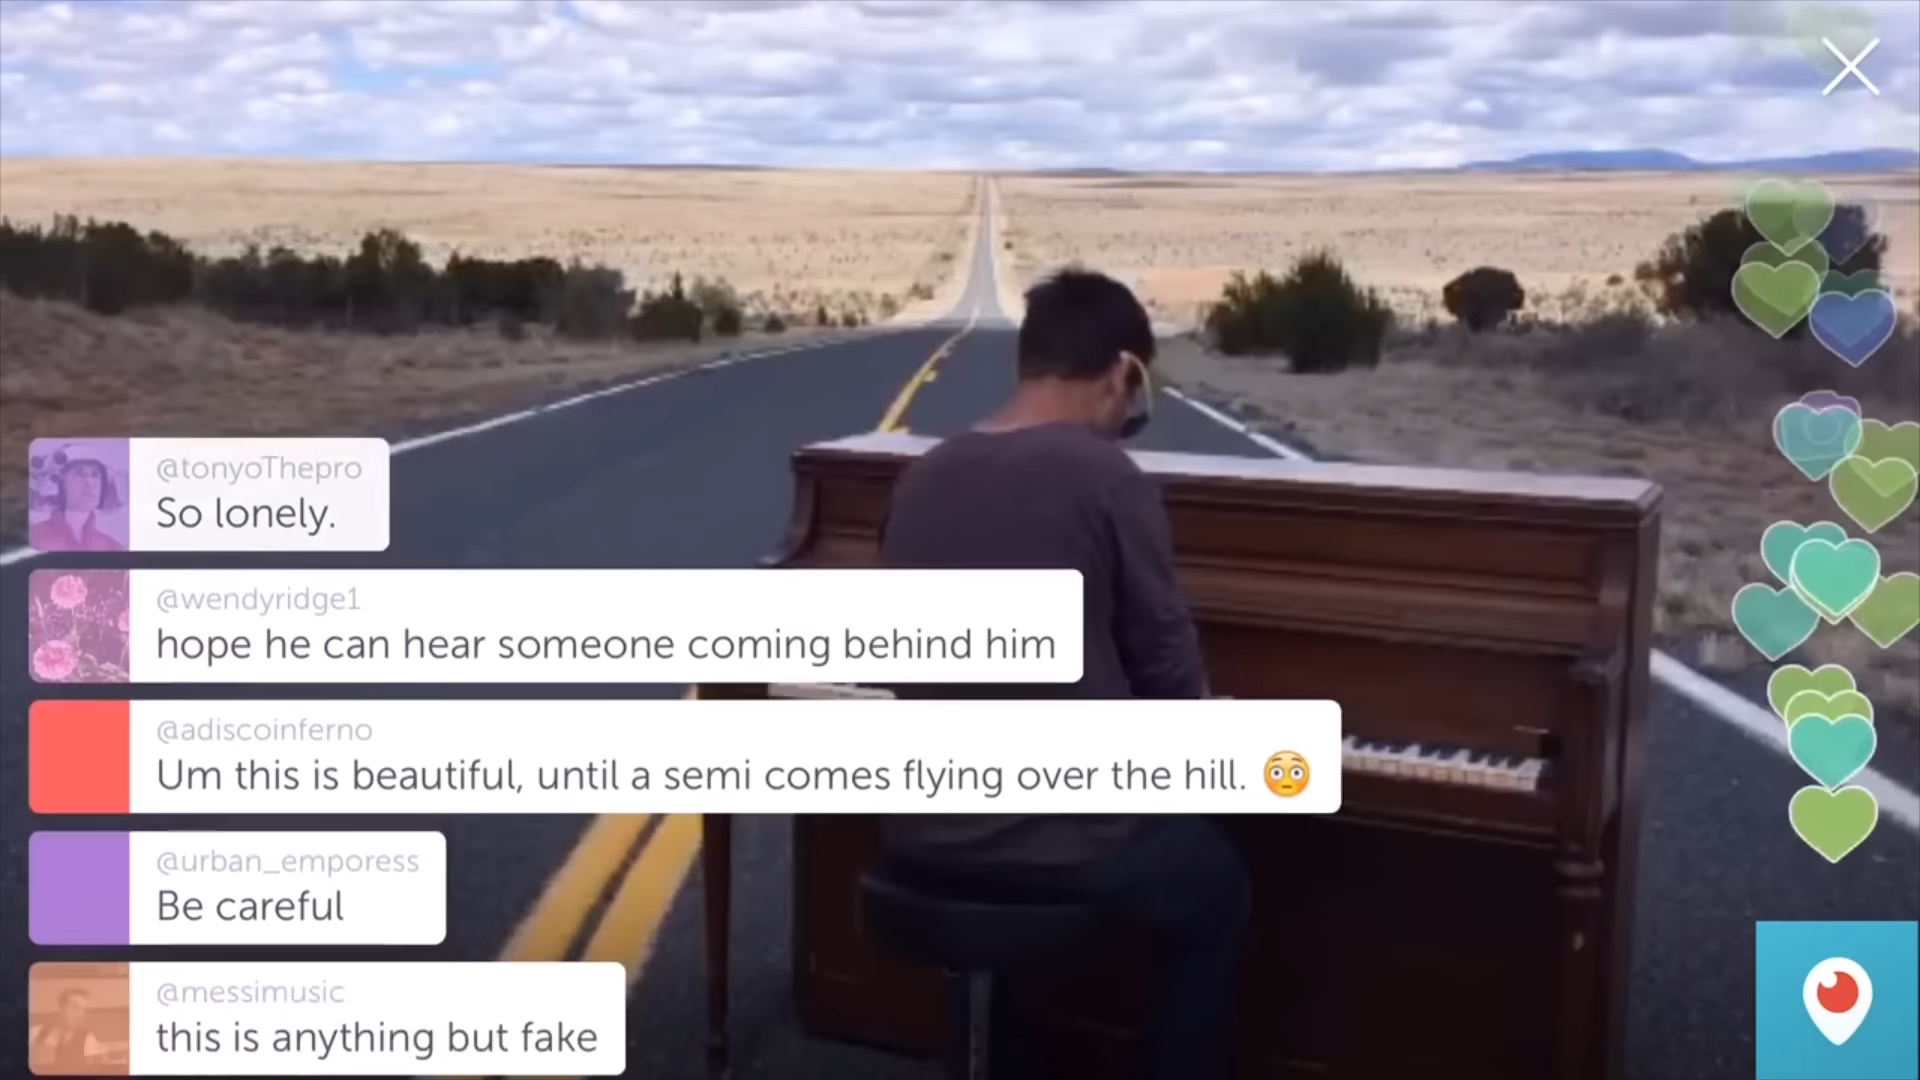 @tonyoThepro
So lonely.
@wendyridge1
hope he can hear someone coming behind him
@adiscoinferno
Um this is beautiful, until a semi comes flying over the hill. 😳
@urban_emporess
Be careful
@messimusic
this is anything but fake